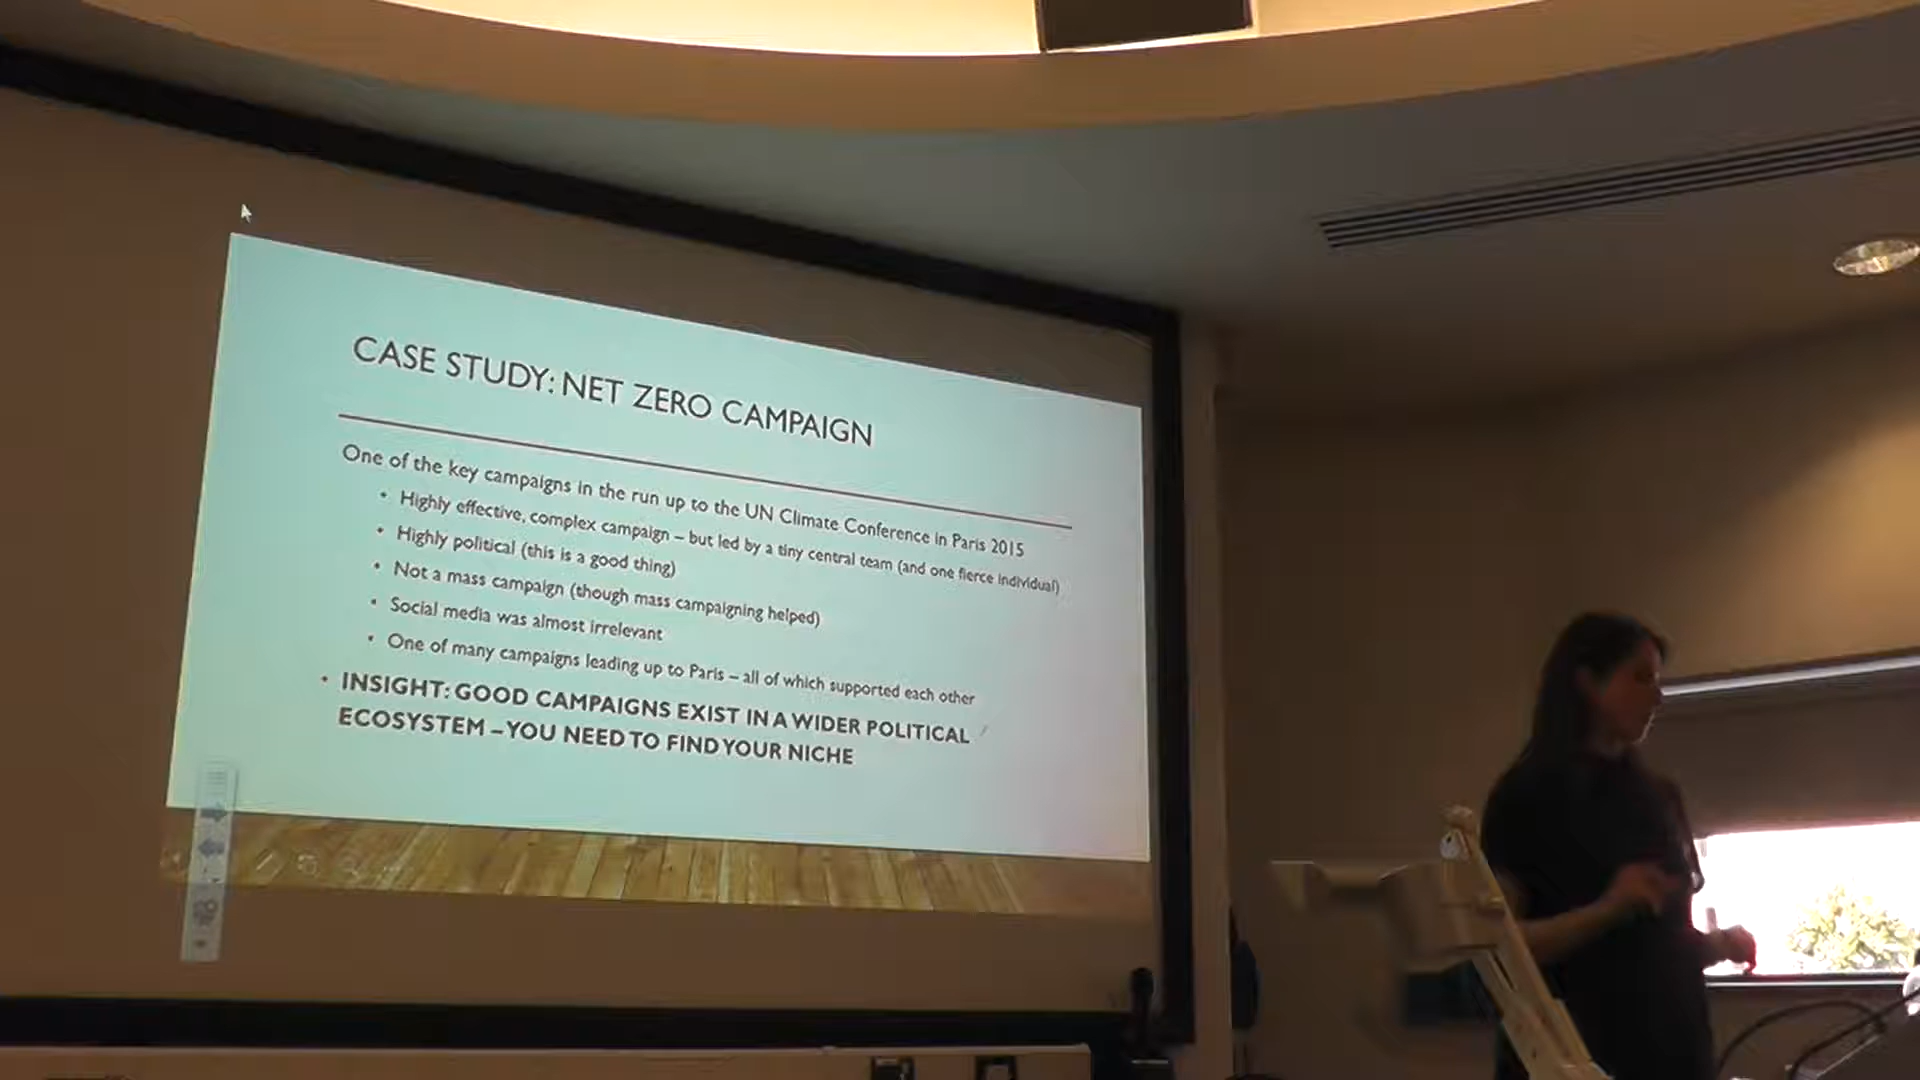 CASE STUDY: NET ZERO CAMPAIGN
One of the key campaigns in the run up to the UN Climate Conference in Paris 2015
• Highly effective, complex campaign – but led by a tiny central team (and one fierce individual)
• Highly political (this is a good thing)
• Not a mass campaign (though mass campaigning helped)
• Social media was almost irrelevant
• One of many campaigns leading up to Paris – all of which supported each other
• INSIGHT: GOOD CAMPAIGNS EXIST IN A WIDER POLITICAL
ECOSYSTEM – YOU NEED TO FIND YOUR NICHE